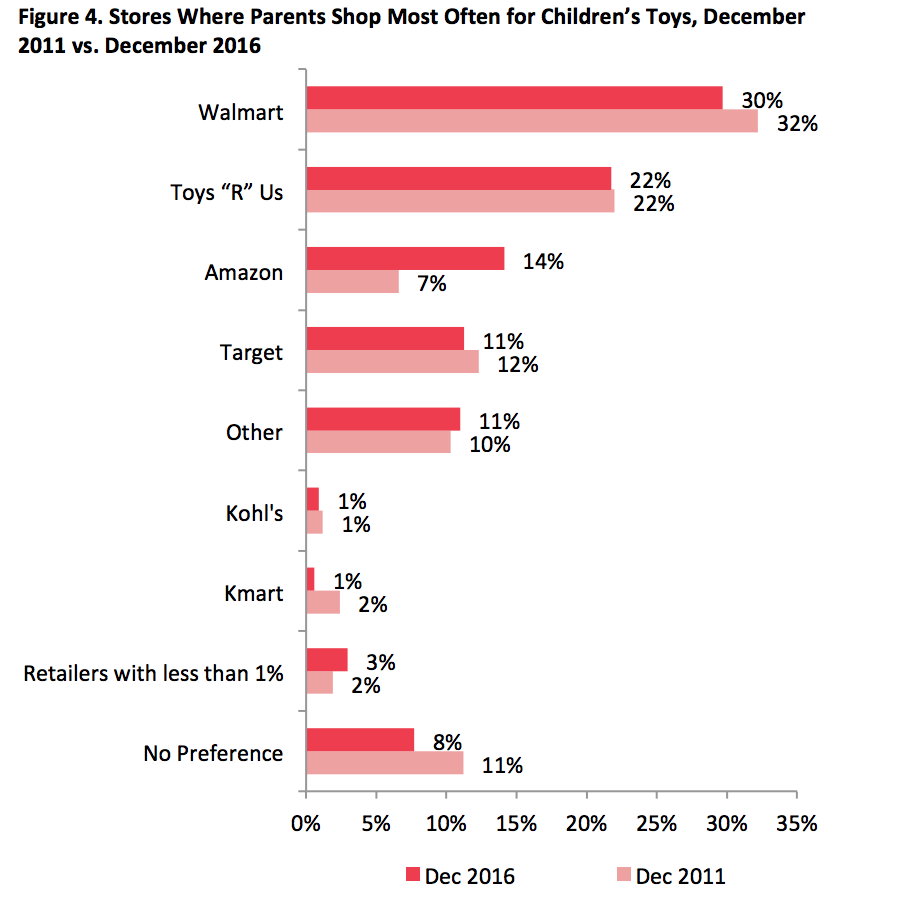 Figure 4. Stores Where Parents Shop Most Often for Children’s Toys, December
2011 vs. December 2016
Walmart
30%
32%
Toys “R” Us
22%
22%
Amazon
14%
7%
Target
11%
12%
Other
11%
10%
Kohl's
1%
1%
Kmart
1%
2%
Retailers with less than 1%
3%
2%
No Preference
8%
11%
0% 5% 10% 15% 20% 25% 30% 35%
Dec 2016 Dec 2011